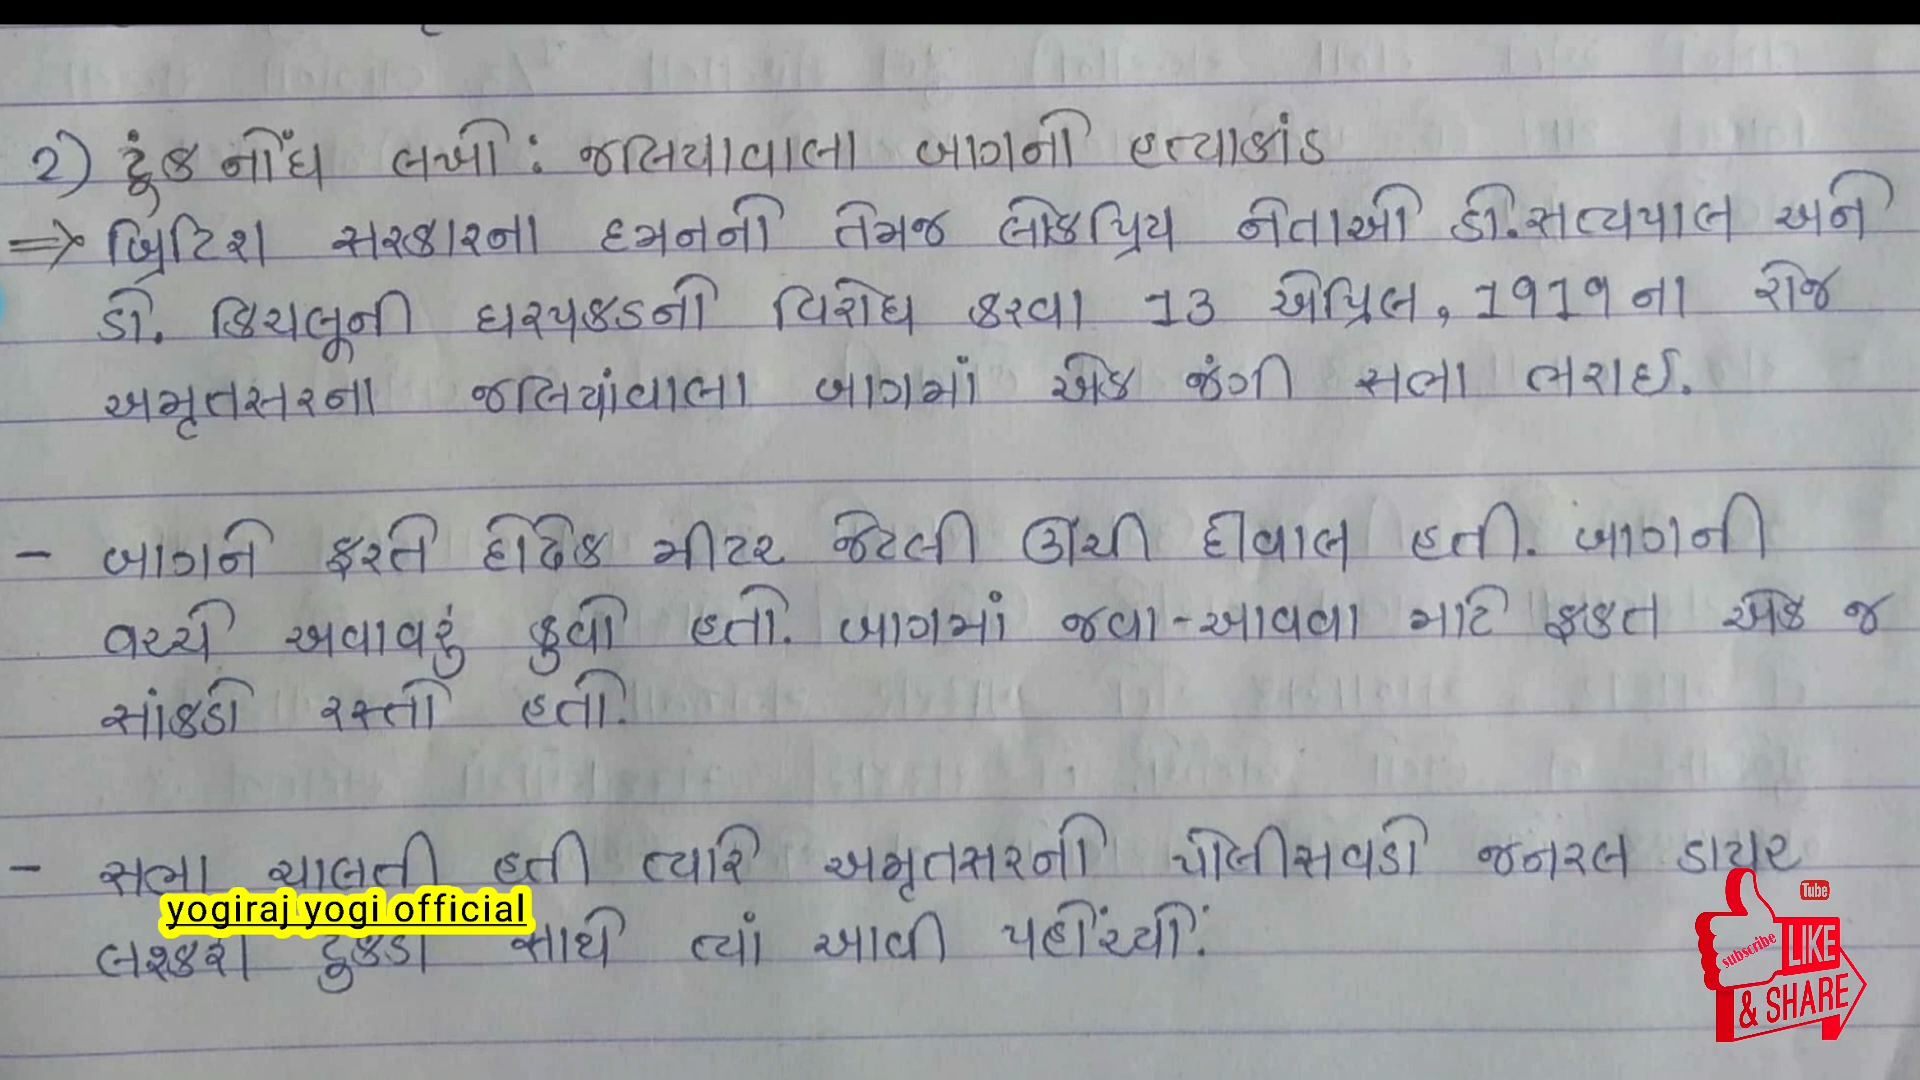 2) ટૂંક નોંધ લખો : જલિયાવાલા બાગનો હત્યાકાંડ
⇒ બ્રિટિશ સરકારના દમનની તેમજ લોકપ્રિય નેતાઓ ડો. સત્યપાલ અને
ડો. કિચલૂની ધરપકડનો વિરોધ કરવા 13 એપ્રિલ, 1919 ના રોજ
અમૃતસરના જલિયાંવાલા બાગમાં એક જંગી સભા ભરાઈ.
- બાગને ફરતે દોઢેક મીટર જેટલી ઊંચી દીવાલ હતી. બાગની
વચ્ચે અવાવરું કુવો હતો. બાગમાં જવા-આવવા માટે ફક્ત એક જ
સાંકડો રસ્તો હતો.
- સભા ચાલતી હતી ત્યારે અમૃતસરનો પોલીસવડો જનરલ ડાયર
yogiraj yogi official
લશ્કરી ટુકડી સાથે ત્યાં આવી પહોંચ્યો.
Tube
subscribe
LIKE
& SHARE